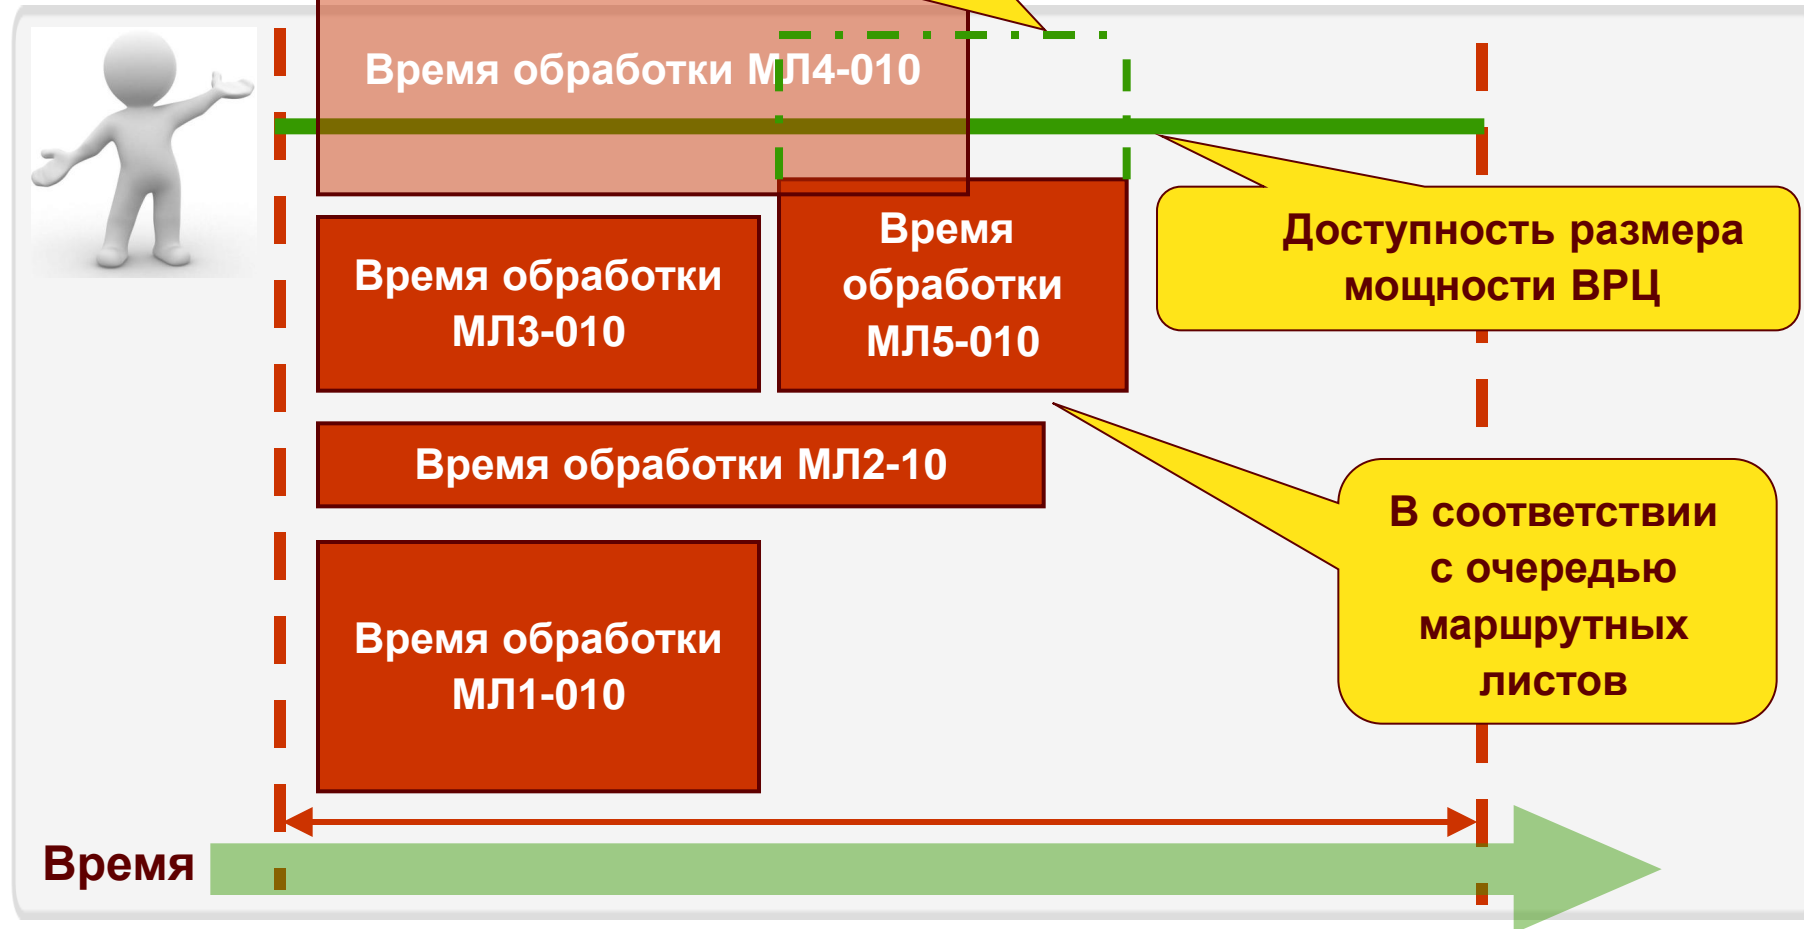 Время обработки МЛ4-010
Доступность размера
мощности ВРЦ
Время обработки
МЛ3-010
Время
обработки
МЛ5-010
Время обработки МЛ2-10
В соответствии
с очередью
маршрутных
листов
Время обработки
МЛ1-010
Время